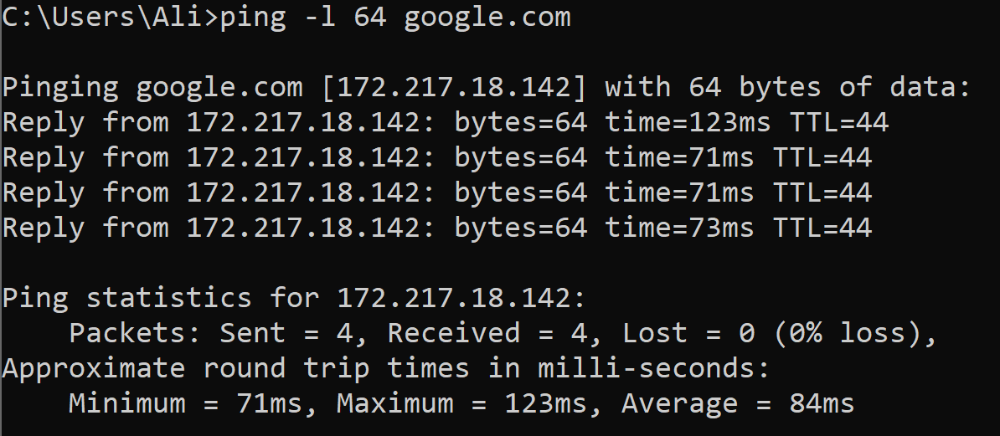 C:\Users\Ali>ping -l 64 google.com
Pinging google.com [172.217.18.142] with 64 bytes of data:
Reply from 172.217.18.142: bytes=64 time=123ms TTL=44
Reply from 172.217.18.142: bytes=64 time=71ms TTL=44
Reply from 172.217.18.142: bytes=64 time=71ms TTL=44
Reply from 172.217.18.142: bytes=64 time=73ms TTL=44
Ping statistics for 172.217.18.142:
    Packets: Sent = 4, Received = 4, Lost = 0 (0% loss),
Approximate round trip times in milli-seconds:
    Minimum = 71ms, Maximum = 123ms, Average = 84ms